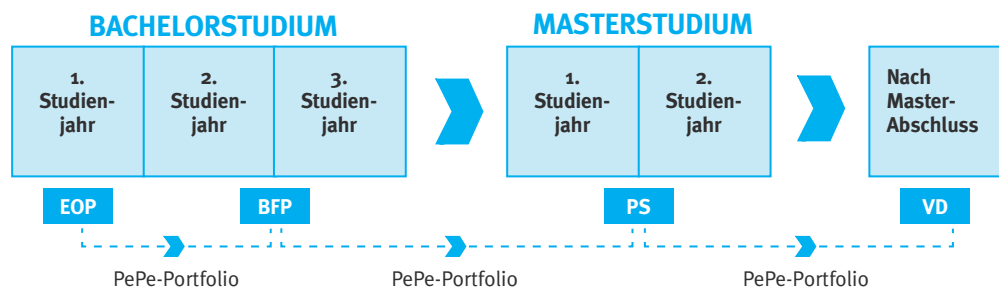 BACHELORSTUDIUM
MASTERSTUDIUM
1.
Studien-
jahr
2.
Studien-
jahr
3.
Studien-
jahr
1.
Studien-
jahr
2.
Studien-
jahr
Nach
Master-
Abschluss
EOP
BFP
PS
VD
PePe-Portfolio
PePe-Portfolio
PePe-Portfolio